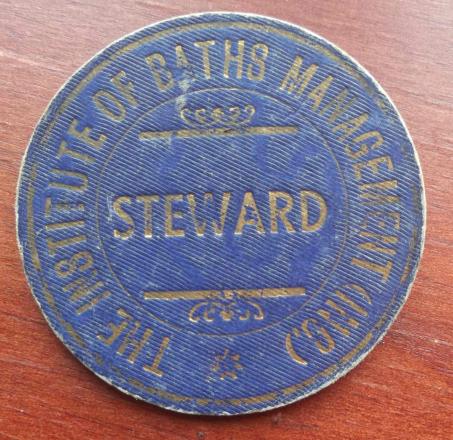 THE INSTITUTE OF BATHS MANAGEMENT (INC.)
STEWARD